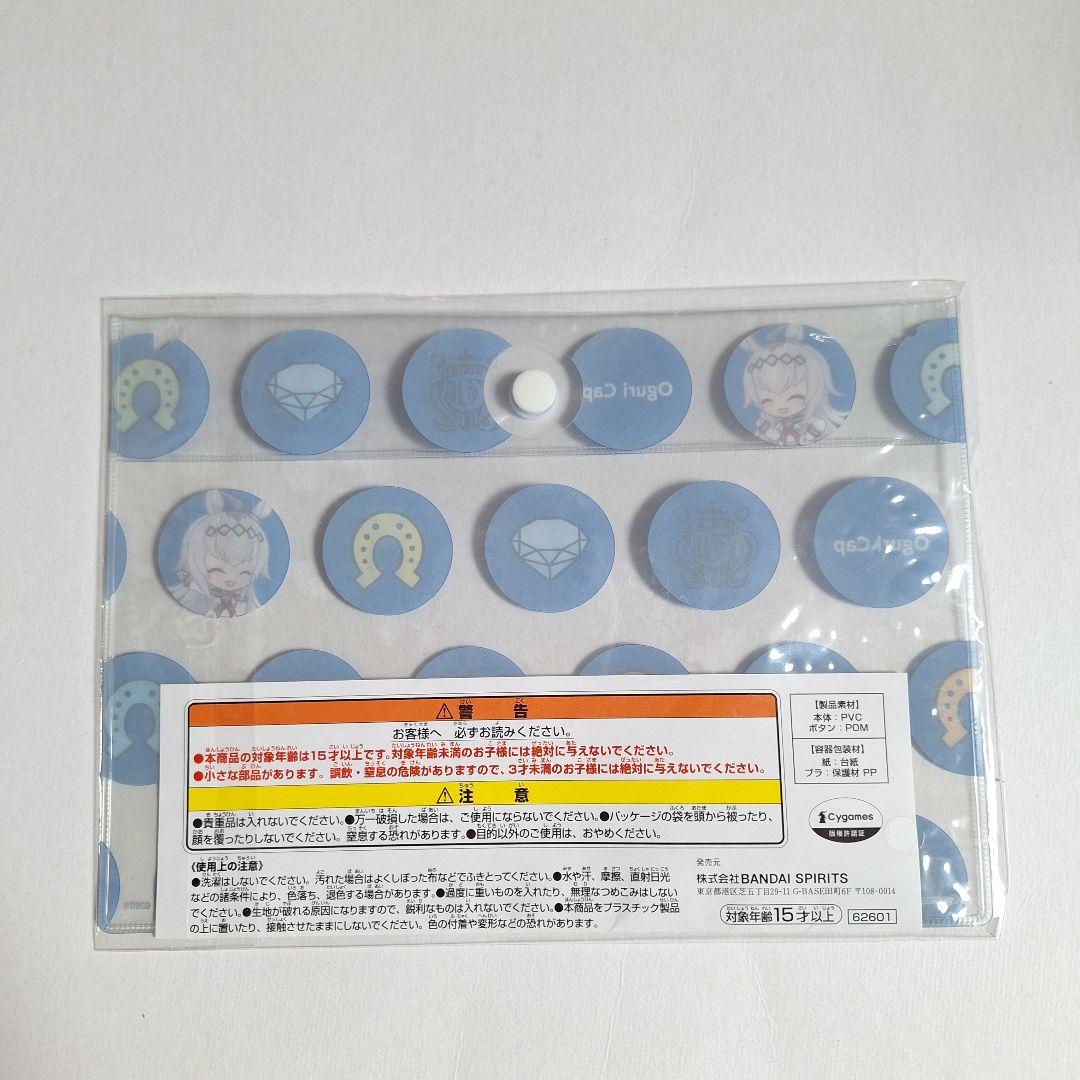 Oguri Cap
Oguri Cap
警告
お客様へ 必ずお読みください。
●本商品の対象年齢は15才以上です。対象年齢未満のお子様には絶対に与えないでください。
●小さな部品があります。誤飲・窒息の危険がありますので、3才未満のお子様には絶対に与えないでください。
注意
●貴重品は入れないでください。●万一破損した場合は、ご使用にならないでください。●パッケージの袋を頭から被ったり、
顔を覆ったりしないでください。窒息する恐れがあります。●目的以外のご使用は、おやめください。
《使用上の注意》
●洗濯はしないでください。汚れた場合はよくしぼった布などでふきとってください。●水や汗、摩擦、直射日光
などの諸条件により、色落ち、退色する場合があります。●過度に重いものを入れたり、無理なつめこみはしない
でください。●生地が破れる原因になりますので、鋭利なものは入れないでください。●本商品をプラスチック製品
の上に置いたり、接触させたままにしないでください。色の付着や変形などの恐れがあります。
【製品素材】
本体:PVC
ボタン:POM
【容器包装材】
紙:台紙
プラ:保護材 PP
Cygames
版権許諾証
発売元
株式会社BANDAI SPIRITS
東京都港区芝五丁目29-11 G-BASE田町6F 〒108-0014
対象年齢15才以上
62601